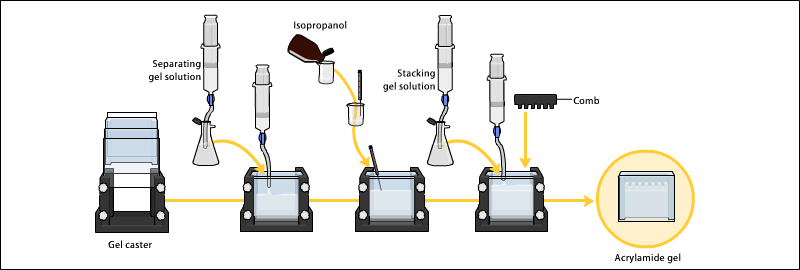 Isopropanol
Separating
gel solution
Stacking
gel solution
Comb
Gel caster
Acrylamide gel